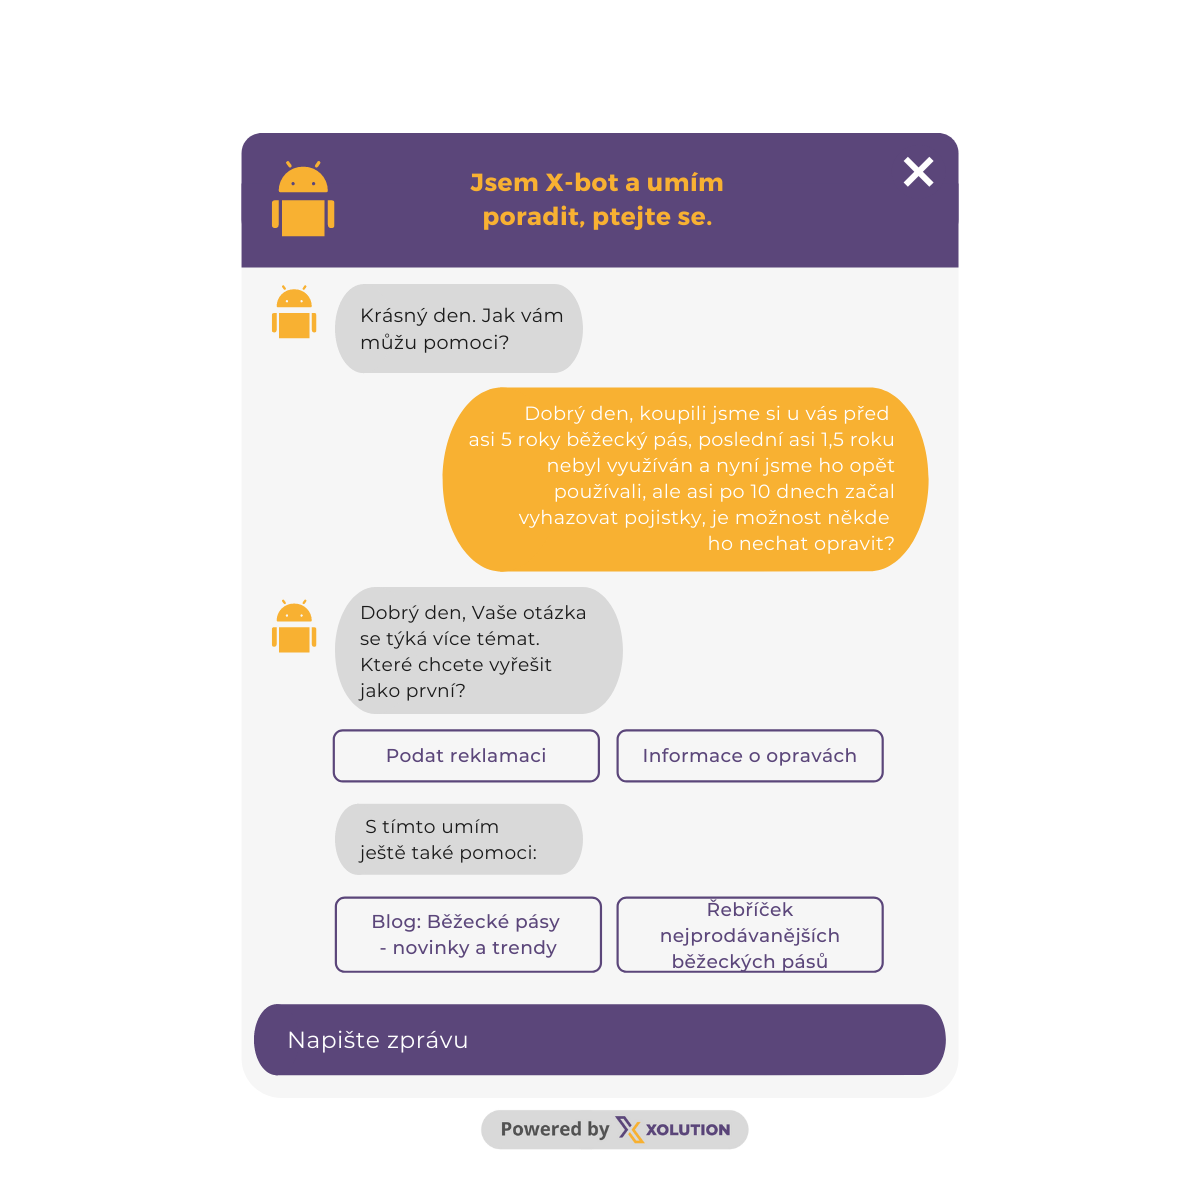 Jsem X-bot a umím
poradit, ptejte se.
Krásný den. Jak vám
můžu pomoci?
Dobrý den, koupili jsme si u vás před
asi 5 roky běžecký pás, poslední asi 1,5 roku
nebyl využíván a nyní jsme ho opět
používali, ale asi po 10 dnech začal
vyhazovat pojistky, je možnost někde
ho nechat opravit?
Dobrý den, Vaše otázka
se týká více témat.
Které chcete vyřešit
jako první?
Podat reklamaci
Informace o opravách
S tímto umím
ještě také pomoci:
Blog: Běžecké pásy
- novinky a trendy
Řebříček
nejprodávanějších
běžeckých pásů
Napište zprávu
Powered by XOLUTION